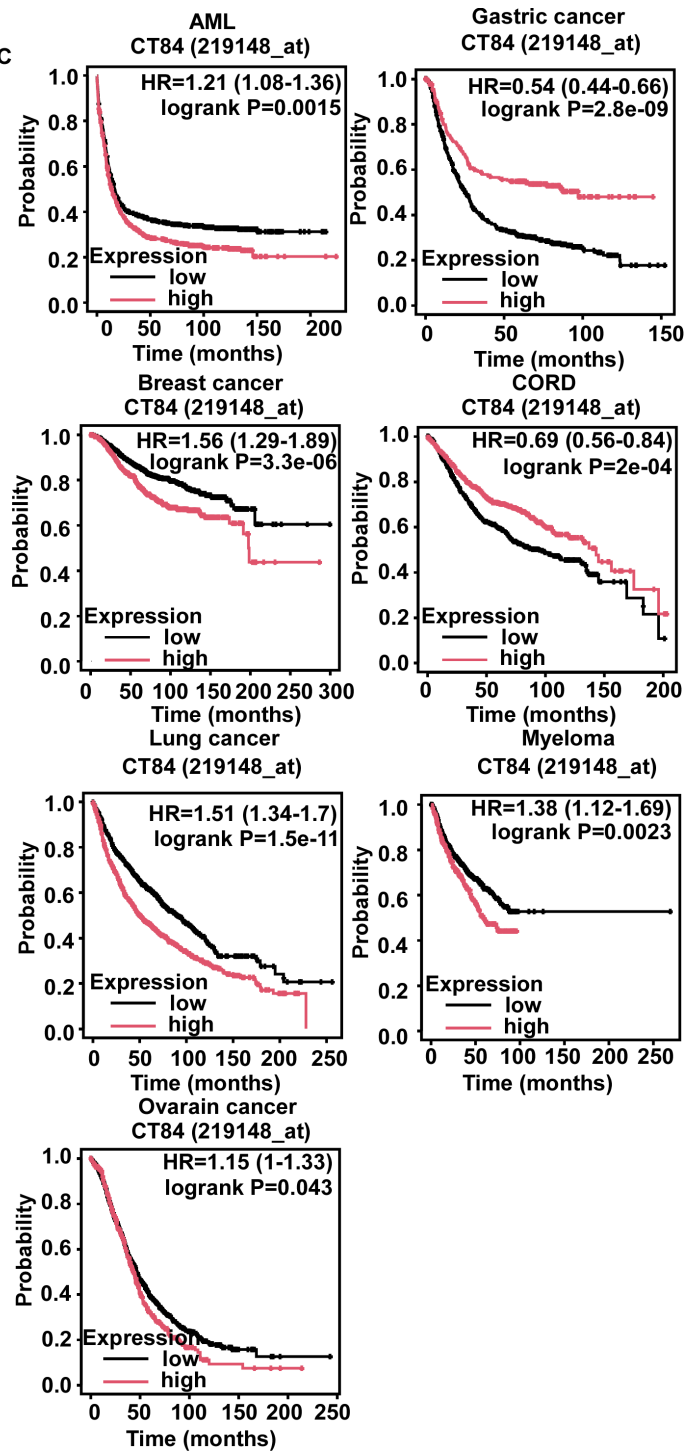 C
AML
CT84 (219148_at)
HR=1.21 (1.08-1.36)
logrank P=0.0015
Probability
1.0
0.8
0.6
0.4
0.2
0.0
Expression
low
high
0 50 100 150 200
Time (months)
Gastric cancer
CT84 (219148_at)
HR=0.54 (0.44-0.66)
logrank P=2.8e-09
Probability
1.0
0.8
0.6
0.4
0.2
0.0
Expression
low
high
0 50 100 150
Time (months)
Breast cancer
CT84 (219148_at)
HR=1.56 (1.29-1.89)
logrank P=3.3e-06
Probability
1.0
0.8
0.6
0.4
0.2
0.0
Expression
low
high
0 50 100 150 200 250 300
Time (months)
CORD
CT84 (219148_at)
HR=0.69 (0.56-0.84)
logrank P=2e-04
Probability
1.0
0.8
0.6
0.4
0.2
0.0
Expression
low
high
0 50 100 150 200
Time (months)
Lung cancer
CT84 (219148_at)
HR=1.51 (1.34-1.7)
logrank P=1.5e-11
Probability
1.0
0.8
0.6
0.4
0.2
0.0
Expression
low
high
0 50 100 150 200 250
Time (months)
Myeloma
CT84 (219148_at)
HR=1.38 (1.12-1.69)
logrank P=0.0023
Probability
1.0
0.8
0.6
0.4
0.2
0.0
Expression
low
high
0 50 100 150 200 250
Time (months)
Ovarain cancer
CT84 (219148_at)
HR=1.15 (1-1.33)
logrank P=0.043
Probability
1.0
0.8
0.6
0.4
0.2
0.0
Expression
low
high
0 50 100 150 200 250
Time (months)